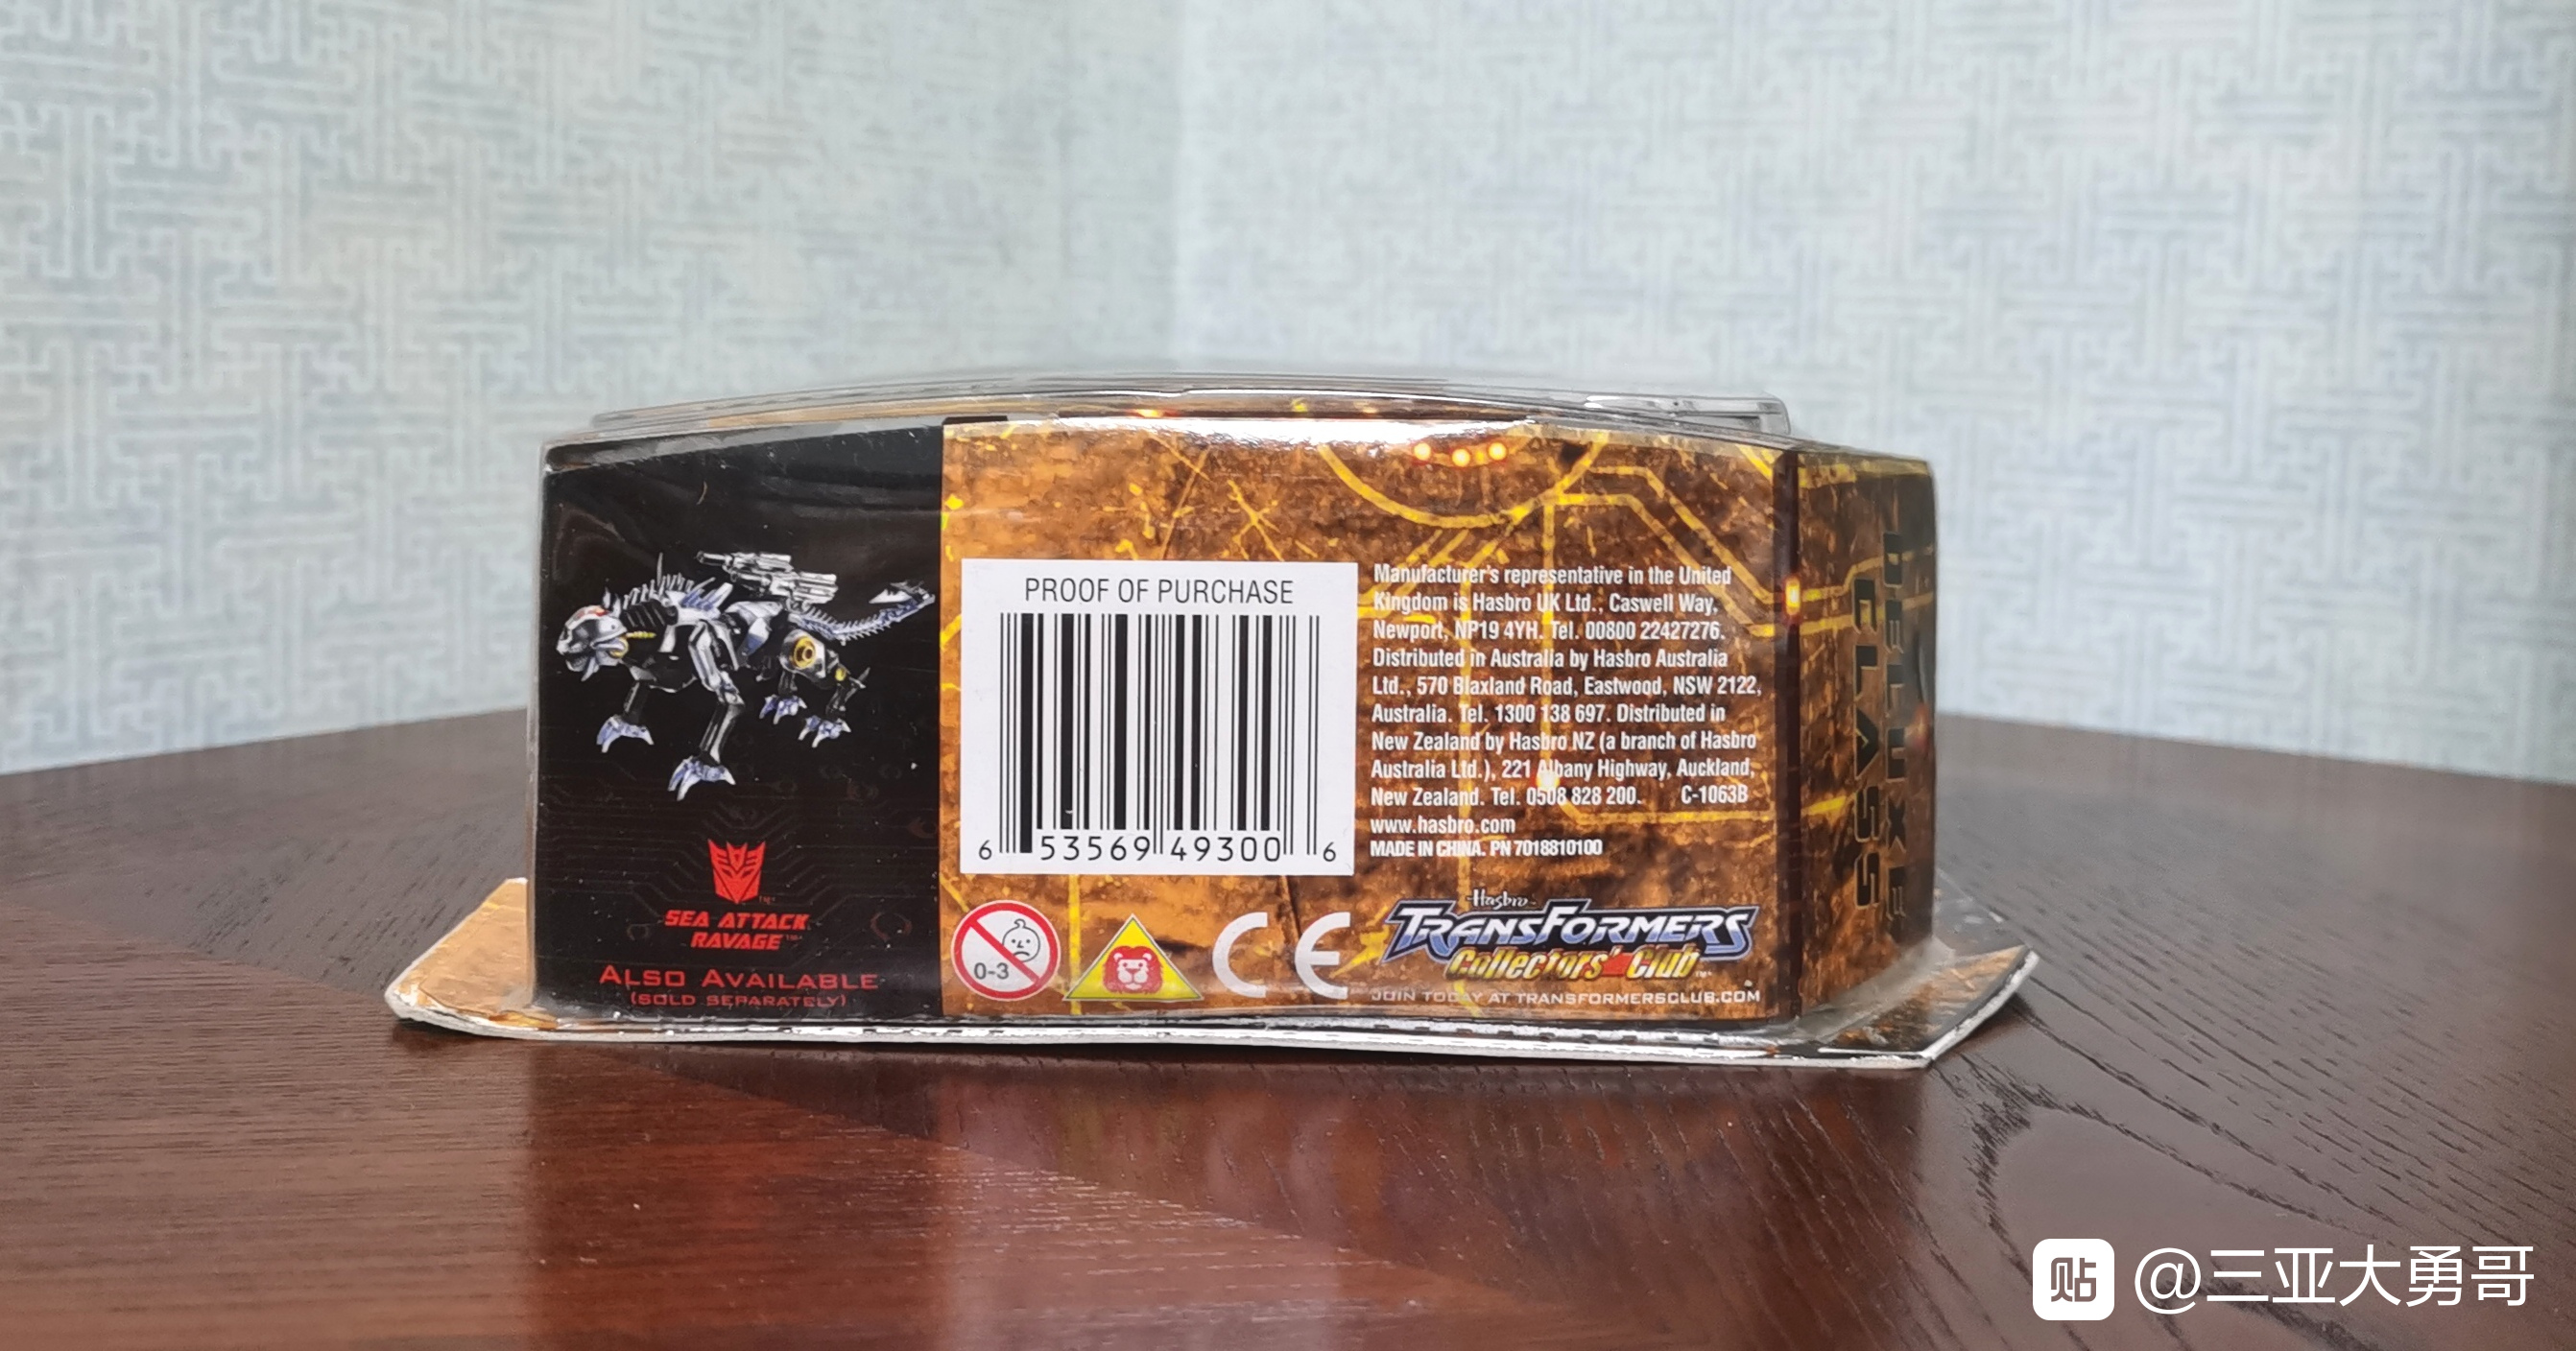 SEA ATTACK
RAVAGE™
ALSO AVAILABLE
(SOLD SEPARATELY)
PROOF OF PURCHASE
6 53569 49300 6
0-3
CE
Manufacturer's representative in the United
Kingdom is Hasbro UK Ltd., Caswell Way,
Newport, NP19 4YH. Tel. 00800 22427276.
Distributed in Australia by Hasbro Australia
Ltd., 570 Blaxland Road, Eastwood, NSW 2122,
Australia. Tel. 1300 138 697. Distributed in
New Zealand by Hasbro NZ (a branch of Hasbro
Australia Ltd.), 221 Albany Highway, Auckland,
New Zealand. Tel. 0508 828 200. C-1063B
www.hasbro.com
MADE IN CHINA. PN 7018810100
Hasbro
TRANSFORMERS
Collectors' Club™
JOIN TODAY AT TRANSFORMERSCLUB.COM
DELUXE
CLASS
贴 @三亚大勇哥